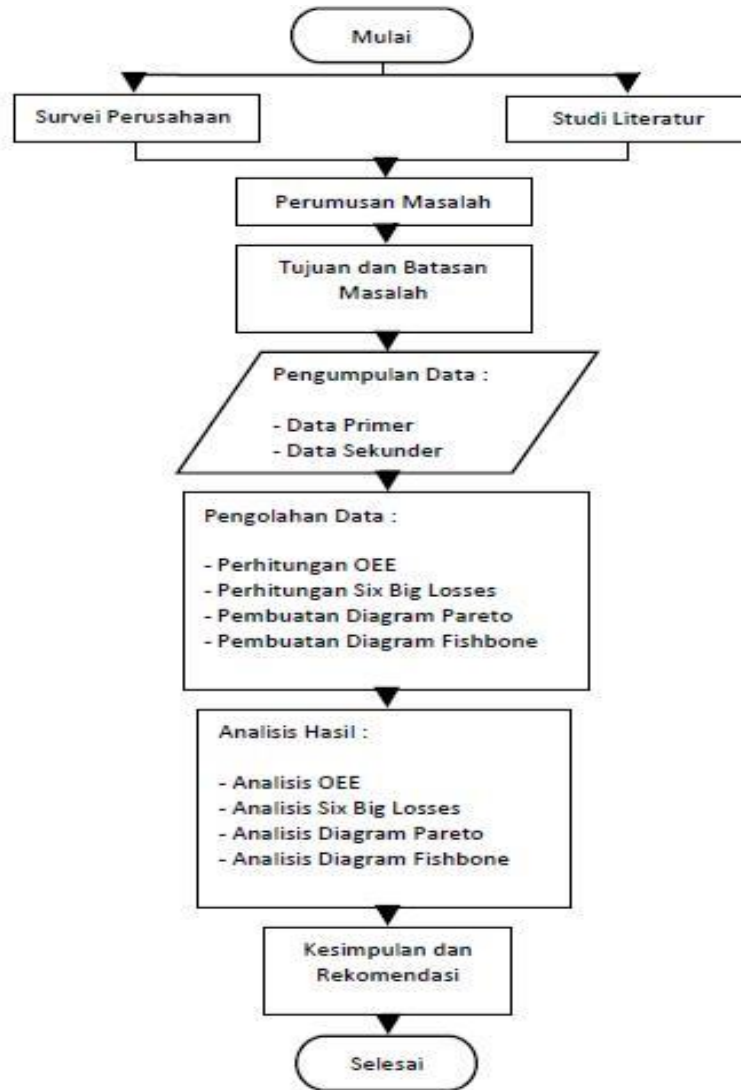 Mulai
Survei Perusahaan
Studi Literatur
Perumusan Masalah
Tujuan dan Batasan
Masalah
Pengumpulan Data :
- Data Primer
- Data Sekunder
Pengolahan Data :
- Perhitungan OEE
- Perhitungan Six Big Losses
- Pembuatan Diagram Pareto
- Pembuatan Diagram Fishbone
Analisis Hasil :
- Analisis OEE
- Analisis Six Big Losses
- Analisis Diagram Pareto
- Analisis Diagram Fishbone
Kesimpulan dan
Rekomendasi
Selesai